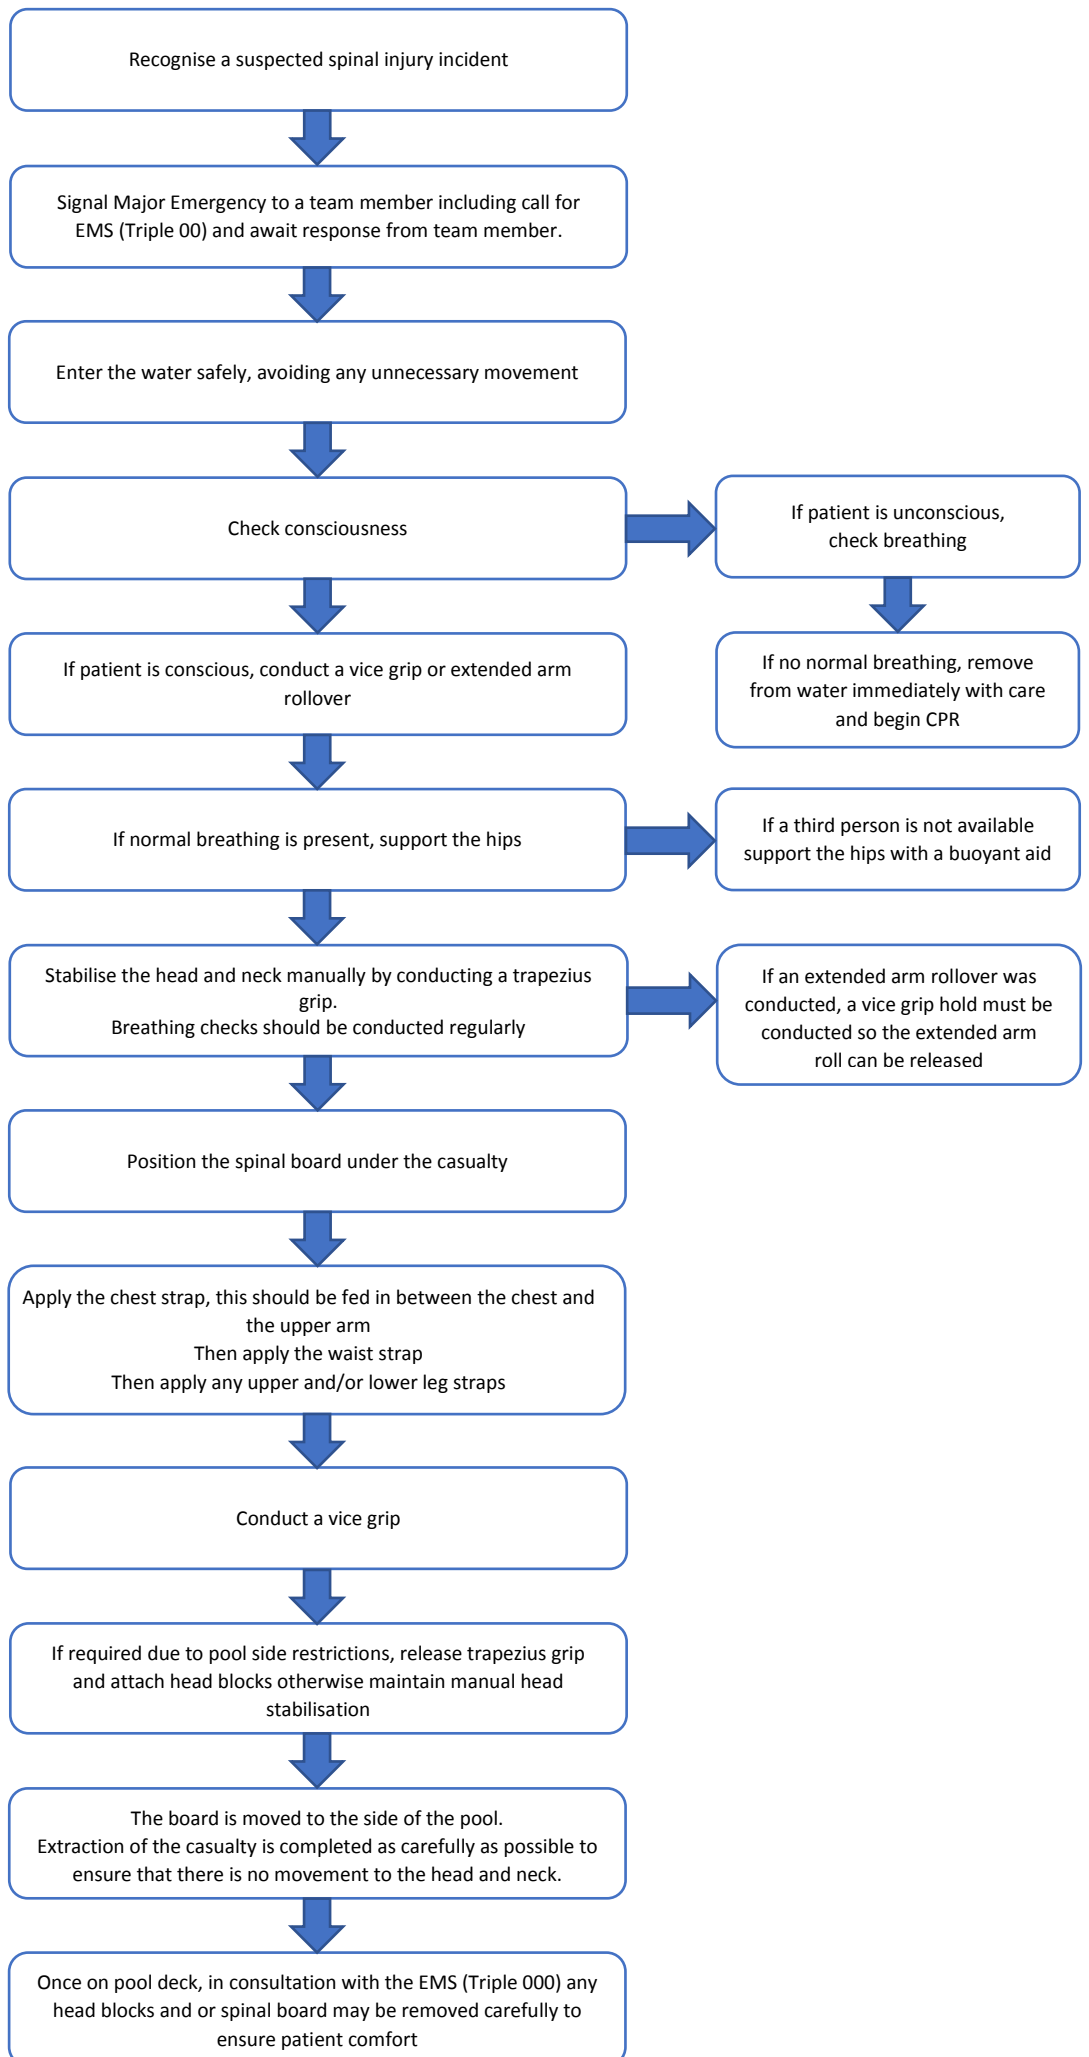 Recognise a suspected spinal injury incident
Signal Major Emergency to a team member including call for
EMS (Triple 00) and await response from team member.
Enter the water safely, avoiding any unnecessary movement
Check consciousness
If patient is unconscious,
check breathing
If patient is conscious, conduct a vice grip or extended arm
rollover
If no normal breathing, remove
from water immediately with care
and begin CPR
If normal breathing is present, support the hips
If a third person is not available
support the hips with a buoyant aid
Stabilise the head and neck manually by conducting a trapezius
grip.
Breathing checks should be conducted regularly
If an extended arm rollover was
conducted, a vice grip hold must be
conducted so the extended arm
roll can be released
Position the spinal board under the casualty
Apply the chest strap, this should be fed in between the chest and
the upper arm
Then apply the waist strap
Then apply any upper and/or lower leg straps
Conduct a vice grip
If required due to pool side restrictions, release trapezius grip
and attach head blocks otherwise maintain manual head
stabilisation
The board is moved to the side of the pool.
Extraction of the casualty is completed as carefully as possible to
ensure that there is no movement to the head and neck.
Once on pool deck, in consultation with the EMS (Triple 000) any
head blocks and or spinal board may be removed carefully to
ensure patient comfort